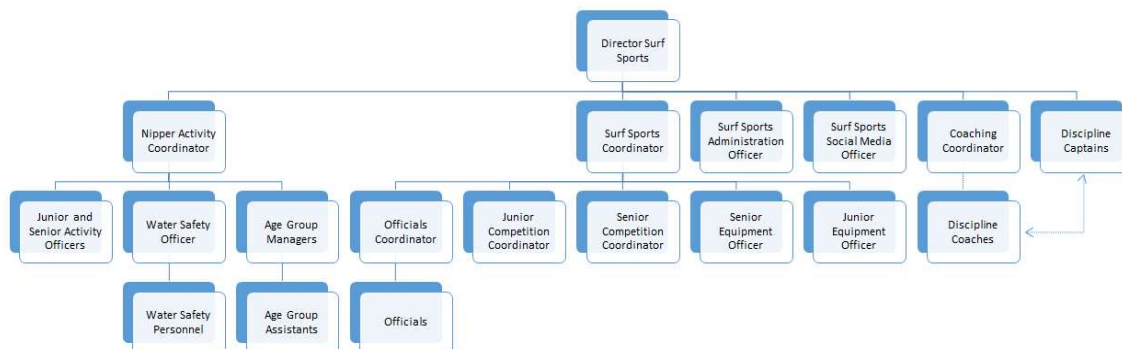 Director Surf
Sports
Nipper Activity
Coordinator
Surf Sports
Coordinator
Surf Sports
Administration
Officer
Surf Sports
Social Media
Officer
Coaching
Coordinator
Discipline
Captains
Junior and
Senior Activity
Officers
Water Safety
Officer
Age Group
Managers
Officials
Coordinator
Junior
Competition
Coordinator
Senior
Competition
Coordinator
Senior
Equipment
Officer
Junior
Equipment
Officer
Discipline
Coaches
Water Safety
Personnel
Age Group
Assistants
Officials